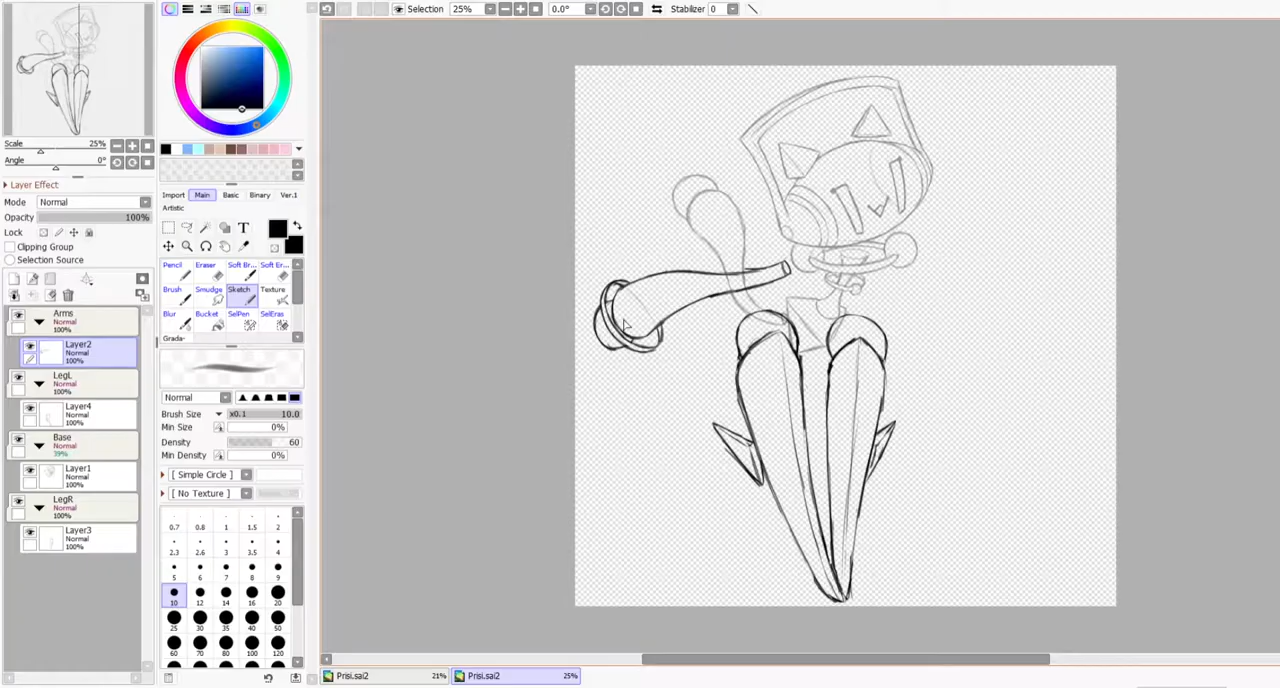 Selection 25% 0.0° Stabilizer 0
Scale 25%
Angle 0°
Layer Effect
Mode Normal
Opacity 100%
Lock
Clipping Group
Selection Source
Arms
Normal
100%
Layer2
Normal
100%
LegL
Normal
100%
Layer4
Normal
100%
Base
Normal
39%
Layer1
Normal
100%
LegR
Normal
100%
Layer3
Normal
100%
Import Main Basic Binary Ver.1
Artistic
T
Pencil Eraser Soft Br... Soft Er...
Brush Smudge Sketch Texture
Blur Bucket SelPen SelEras
Grada-
Normal
Brush Size x0.1 10.0
Min Size 0%
Density 60
Min Density 0%
[ Simple Circle ]
[ No Texture ]
0.7 0.8 1 1.5 2
2.3 2.6 3 3.5 4
5 6 7 8 9
10 12 14 16 20
25 30 35 40 50
60 70 80 100 120
Prisi.sai2 21% Prisi.sai2 25%